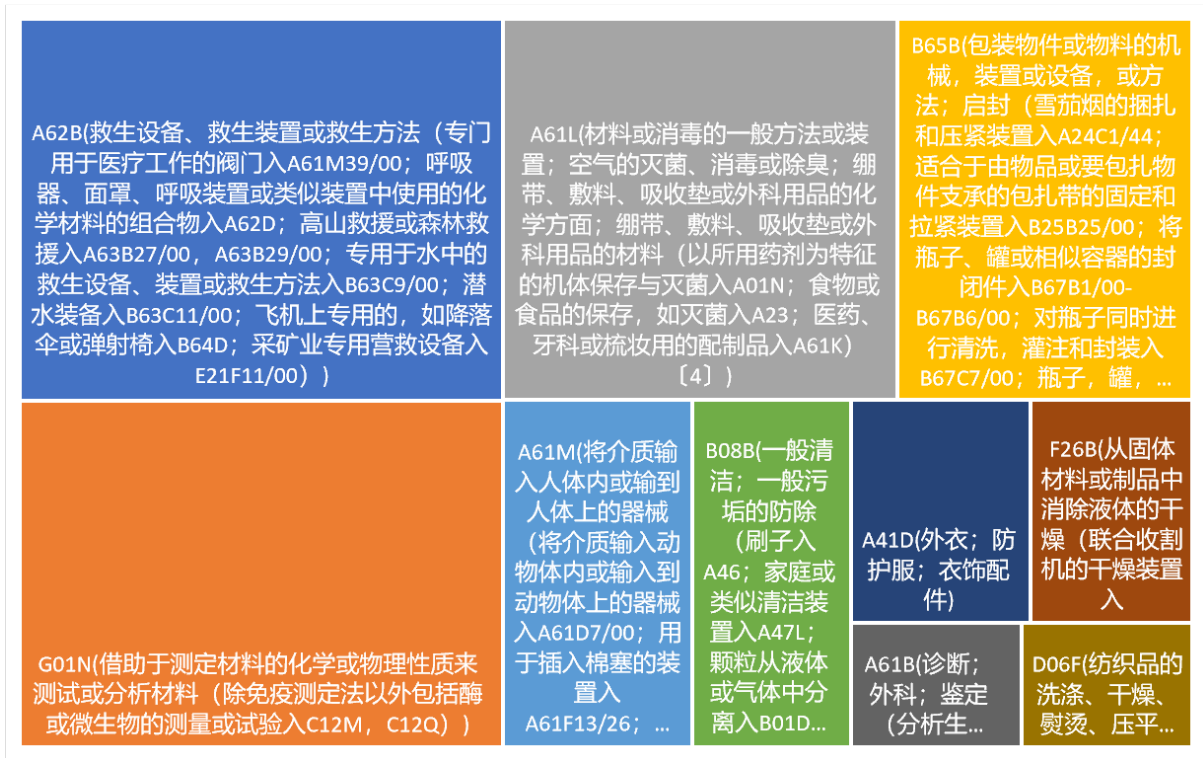 A62B(救生设备、救生装置或救生方法（专门
用于医疗工作的阀门入A61M39/00；呼吸
器、面罩、呼吸装置或类似装置中使用的化
学材料的组合物入A62D；高山救援或森林救
援入A63B27/00，A63B29/00；专用于水中的
救生设备、装置或救生方法入B63C9/00；潜
水装备入B63C11/00；飞机上专用的，如降落
伞或弹射椅入B64D；采矿业专用营救设备入
E21F11/00）)
A61L(材料或消毒的一般方法或装
置；空气的灭菌、消毒或除臭；绷
带、敷料、吸收垫或外科用品的化
学方面；绷带、敷料、吸收垫或外
科用品的材料（以所用药剂为特征
的机体保存与灭菌入A01N；食物或
食品的保存，如灭菌入A23；医药、
牙科或梳妆用的配制品入A61K）
〔4〕)
B65B(包装物件或物料的机
械，装置或设备，或方
法；启封（雪茄烟的捆扎
和压紧装置入A24C1/44；
适合于由物品或要包扎物
件支承的包扎带的固定和
拉紧装置入B25B25/00；将
瓶子、罐或相似容器的封
闭件入B67B1/00-
B67B6/00；对瓶子同时进
行清洗，灌注和封装入
B67C7/00；瓶子，罐，...
G01N(借助于测定材料的化学或物理性质来
测试或分析材料（除免疫测定法以外包括酶
或微生物的测量或试验入C12M，C12Q）)
A61M(将介质输
入人体内或输到
人体上的器械
（将介质输入动
物体内或输入到
动物体上的器械
入A61D7/00；用
于插入棉塞的装
置入
A61F13/26；...
B08B(一般清
洁；一般污
垢的防除
（刷子入
A46；家庭或
类似清洁装
置入A47L；
颗粒从液体
或气体中分
离入B01D...
A41D(外衣；防
护服；衣饰配
件)
F26B(从固体
材料或制品中
消除液体的干
燥（联合收割
机的干燥装置
入
A61B(诊断；
外科；鉴定
（分析生...
D06F(纺织品的
洗涤、干燥、
熨烫、压平...